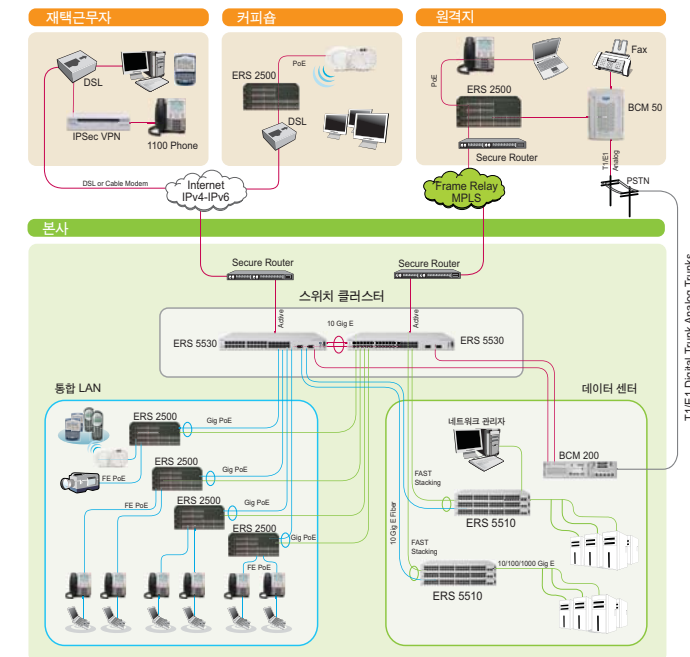 재택근무자
커피숍
원격지
DSL
IPSec VPN
1100 Phone
DSL or Cable Modem
PoE
ERS 2500
DSL
Internet
IPv4-IPv6
PoE
Fax
ERS 2500
BCM 50
Secure Router
T1/E1
Analog
Frame Relay
MPLS
PSTN
본사
Secure Router
Secure Router
T1/E1 Digital Trunk Analog Trunks
스위치 클러스터
Active
10 Gig E
Active
ERS 5530
ERS 5530
통합 LAN
ERS 2500
Gig PoE
ERS 2500
FE PoE
Gig PoE
ERS 2500
FE PoE
Gig PoE
ERS 2500
Gig PoE
FE PoE
데이터 센터
네트워크 관리자
BCM 200
FAST
Stacking
ERS 5510
10 Gig E Fiber
FAST
Stacking
10/100/1000 Gig E
ERS 5510